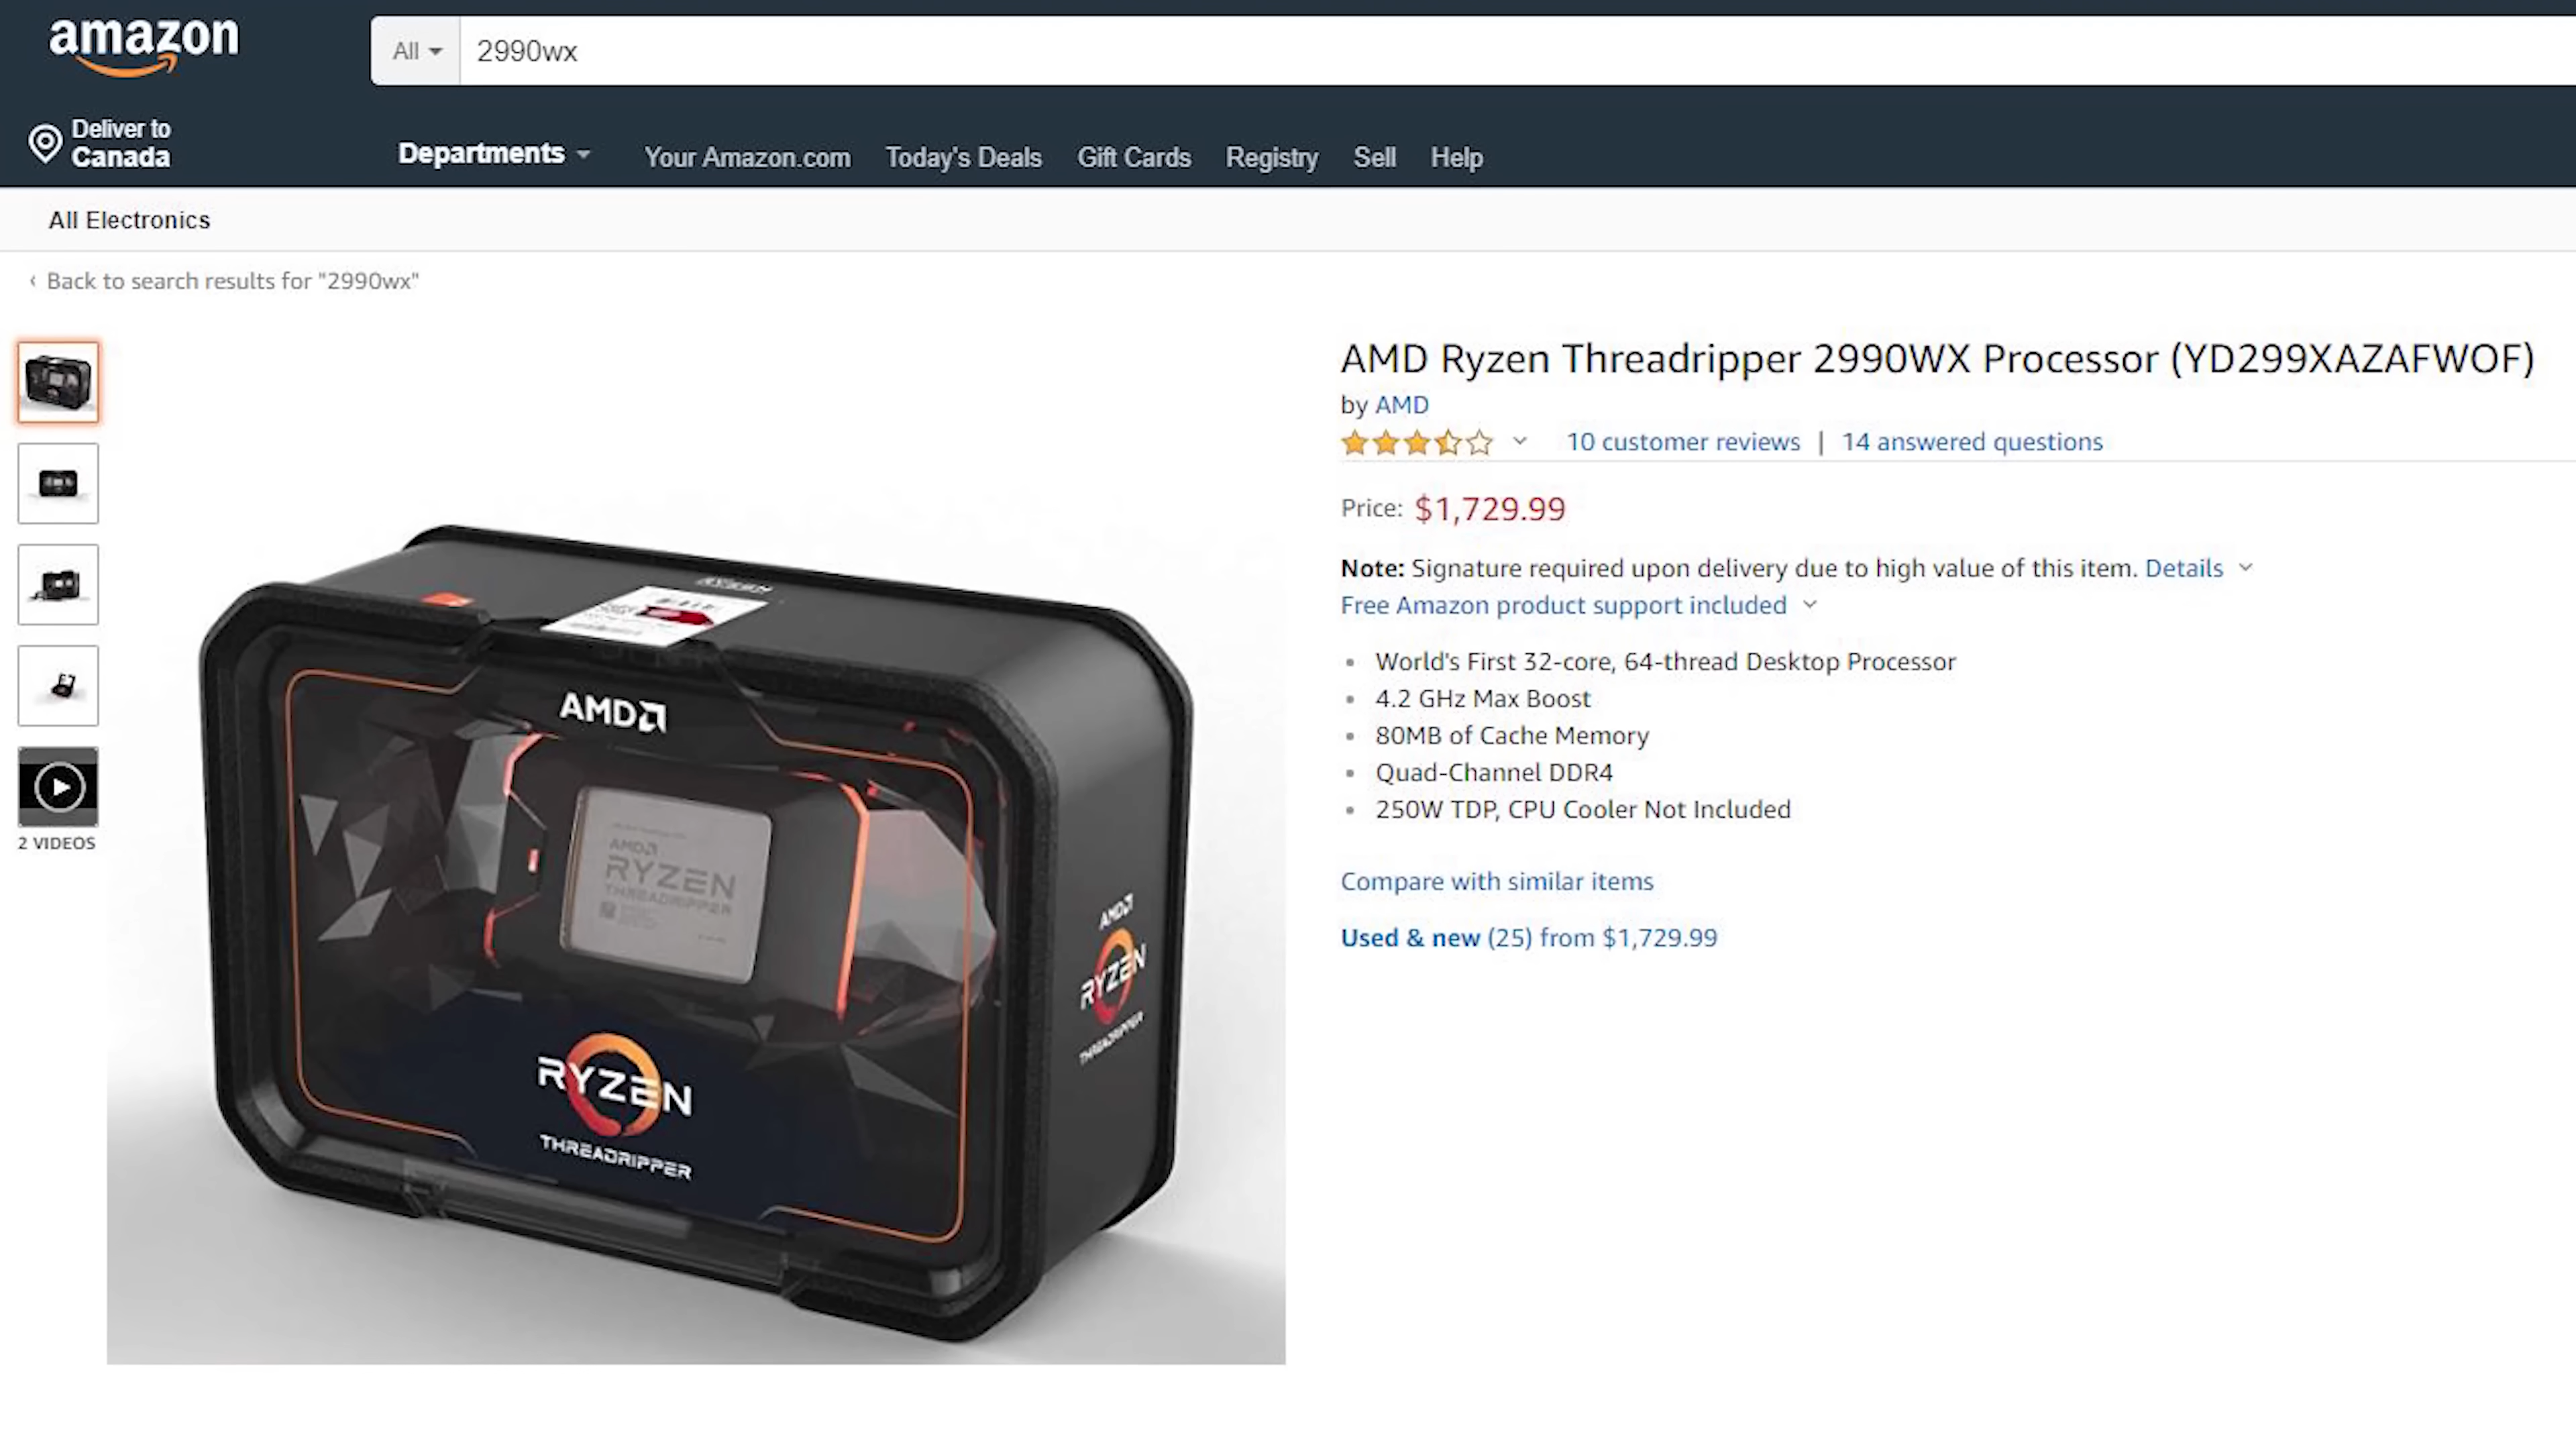 amazon
All
2990wx
Deliver to
Canada
Departments
Your Amazon.com
Today's Deals
Gift Cards
Registry
Sell
Help
All Electronics
‹ Back to search results for "2990wx"
2 VIDEOS
RYZEN
AMD
AMD
RYZEN
THREADRIPPER
RYZEN
THREADRIPPER
AMD
RYZEN
THREADRIPPER
AMD Ryzen Threadripper 2990WX Processor (YD299XAZAFWOF)
by AMD
10 customer reviews | 14 answered questions
Price: $1,729.99
Note: Signature required upon delivery due to high value of this item. Details
Free Amazon product support included
• World's First 32-core, 64-thread Desktop Processor
• 4.2 GHz Max Boost
• 80MB of Cache Memory
• Quad-Channel DDR4
• 250W TDP, CPU Cooler Not Included
Compare with similar items
Used & new (25) from $1,729.99